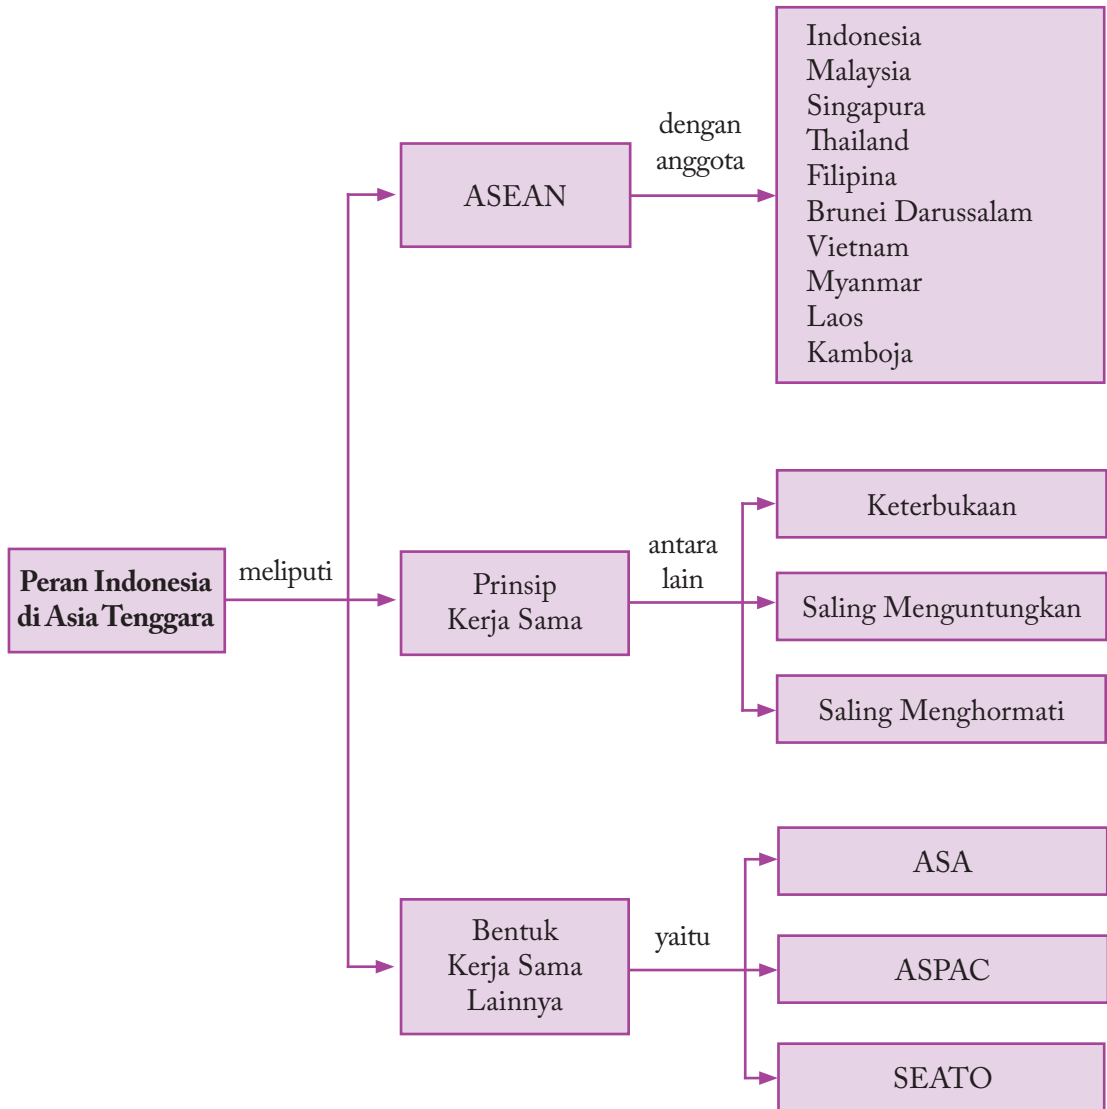 Peran Indonesia
di Asia Tenggara
meliputi
ASEAN
dengan
anggota
Indonesia
Malaysia
Singapura
Thailand
Filipina
Brunei Darussalam
Vietnam
Myanmar
Laos
Kamboja
Prinsip
Kerja Sama
antara
lain
Keterbukaan
Saling Menguntungkan
Saling Menghormati
Bentuk
Kerja Sama
Lainnya
yaitu
ASA
ASPAC
SEATO